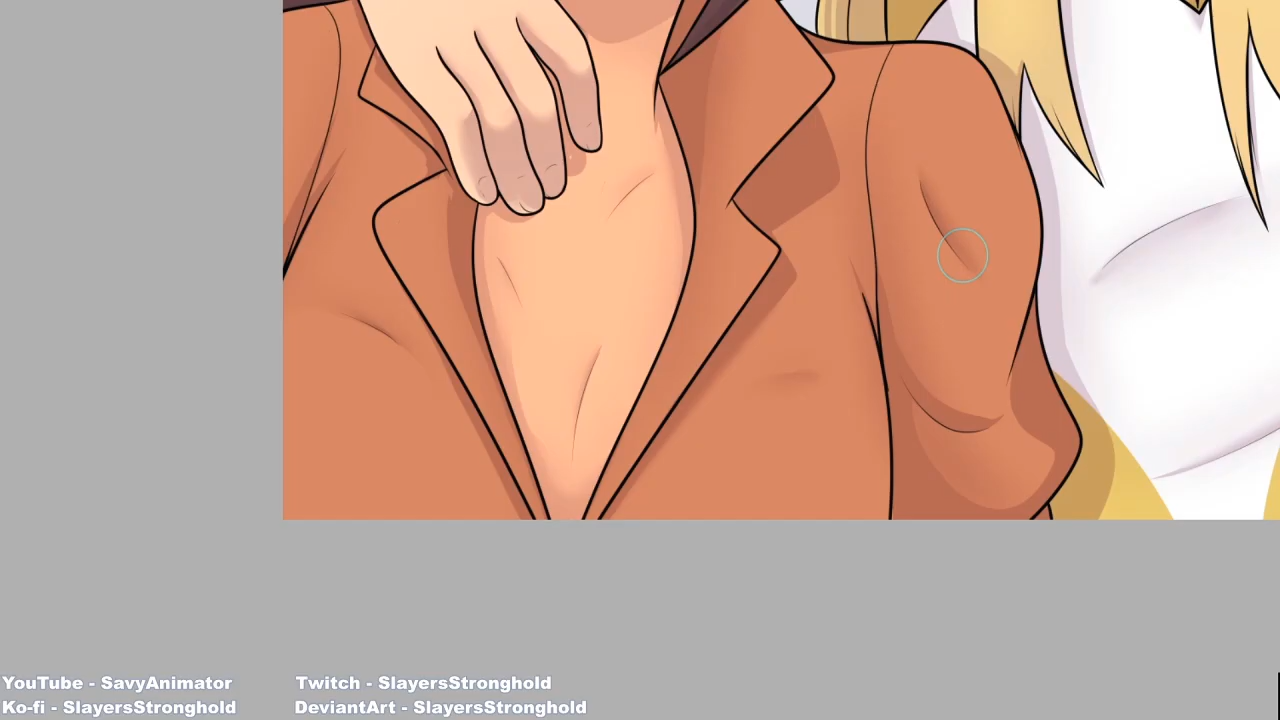 YouTube - SavyAnimator
Twitch - SlayersStronghold
Ko-fi - SlayersStronghold
DeviantArt - SlayersStronghold